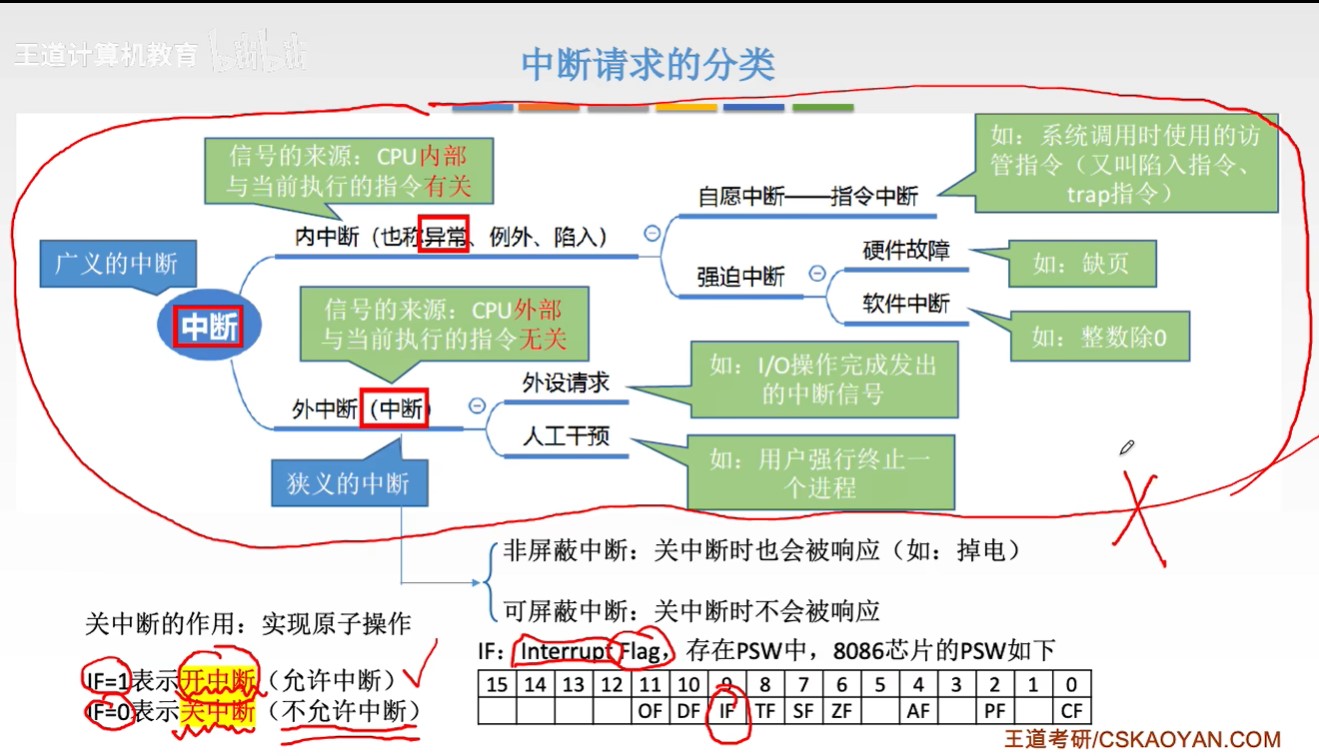 王道计算机教育 bilibili
中断请求的分类
信号的来源：CPU内部
与当前执行的指令有关
如：系统调用时使用的访
管指令（又叫陷入指令、
trap指令）
自愿中断——指令中断
内中断（也称异常、例外、陷入）
广义的中断
硬件故障
如：缺页
强迫中断
软件中断
如：整数除0
中断
信号的来源：CPU外部
与当前执行的指令无关
外设请求
如：I/O操作完成发出
的中断信号
外中断（中断）
人工干预
如：用户强行终止一
个进程
狭义的中断
非屏蔽中断：关中断时也会被响应（如：掉电）
可屏蔽中断：关中断时不会被响应
关中断的作用：实现原子操作
IF=1表示开中断（允许中断）
IF=0表示关中断（不允许中断）
IF：Interrupt Flag，存在PSW中，8086芯片的PSW如下
15 14 13 12 11 10 9 8 7 6 5 4 3 2 1 0
OF DF IF TF SF ZF AF PF CF
王道考研/CSKAOYAN.COM